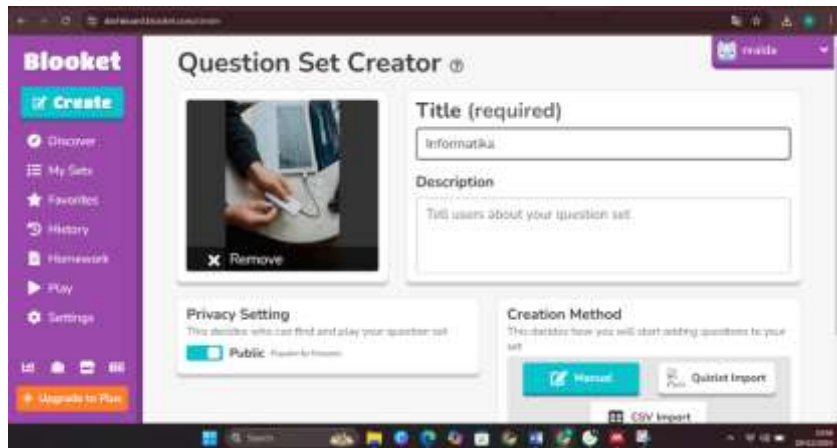 Blooket
Create
Discover
My Sets
Favorites
History
Homework
Play
Settings
Upgrade to Plus
Question Set Creator
Remove
Title (required)
Informatika
Description
Tell users about your question set
Privacy Setting
This decides who can find and play your question set
Public
Creation Method
This decides how you will start adding questions to your
set
Manual
Quizlet Import
CSV Import
Search